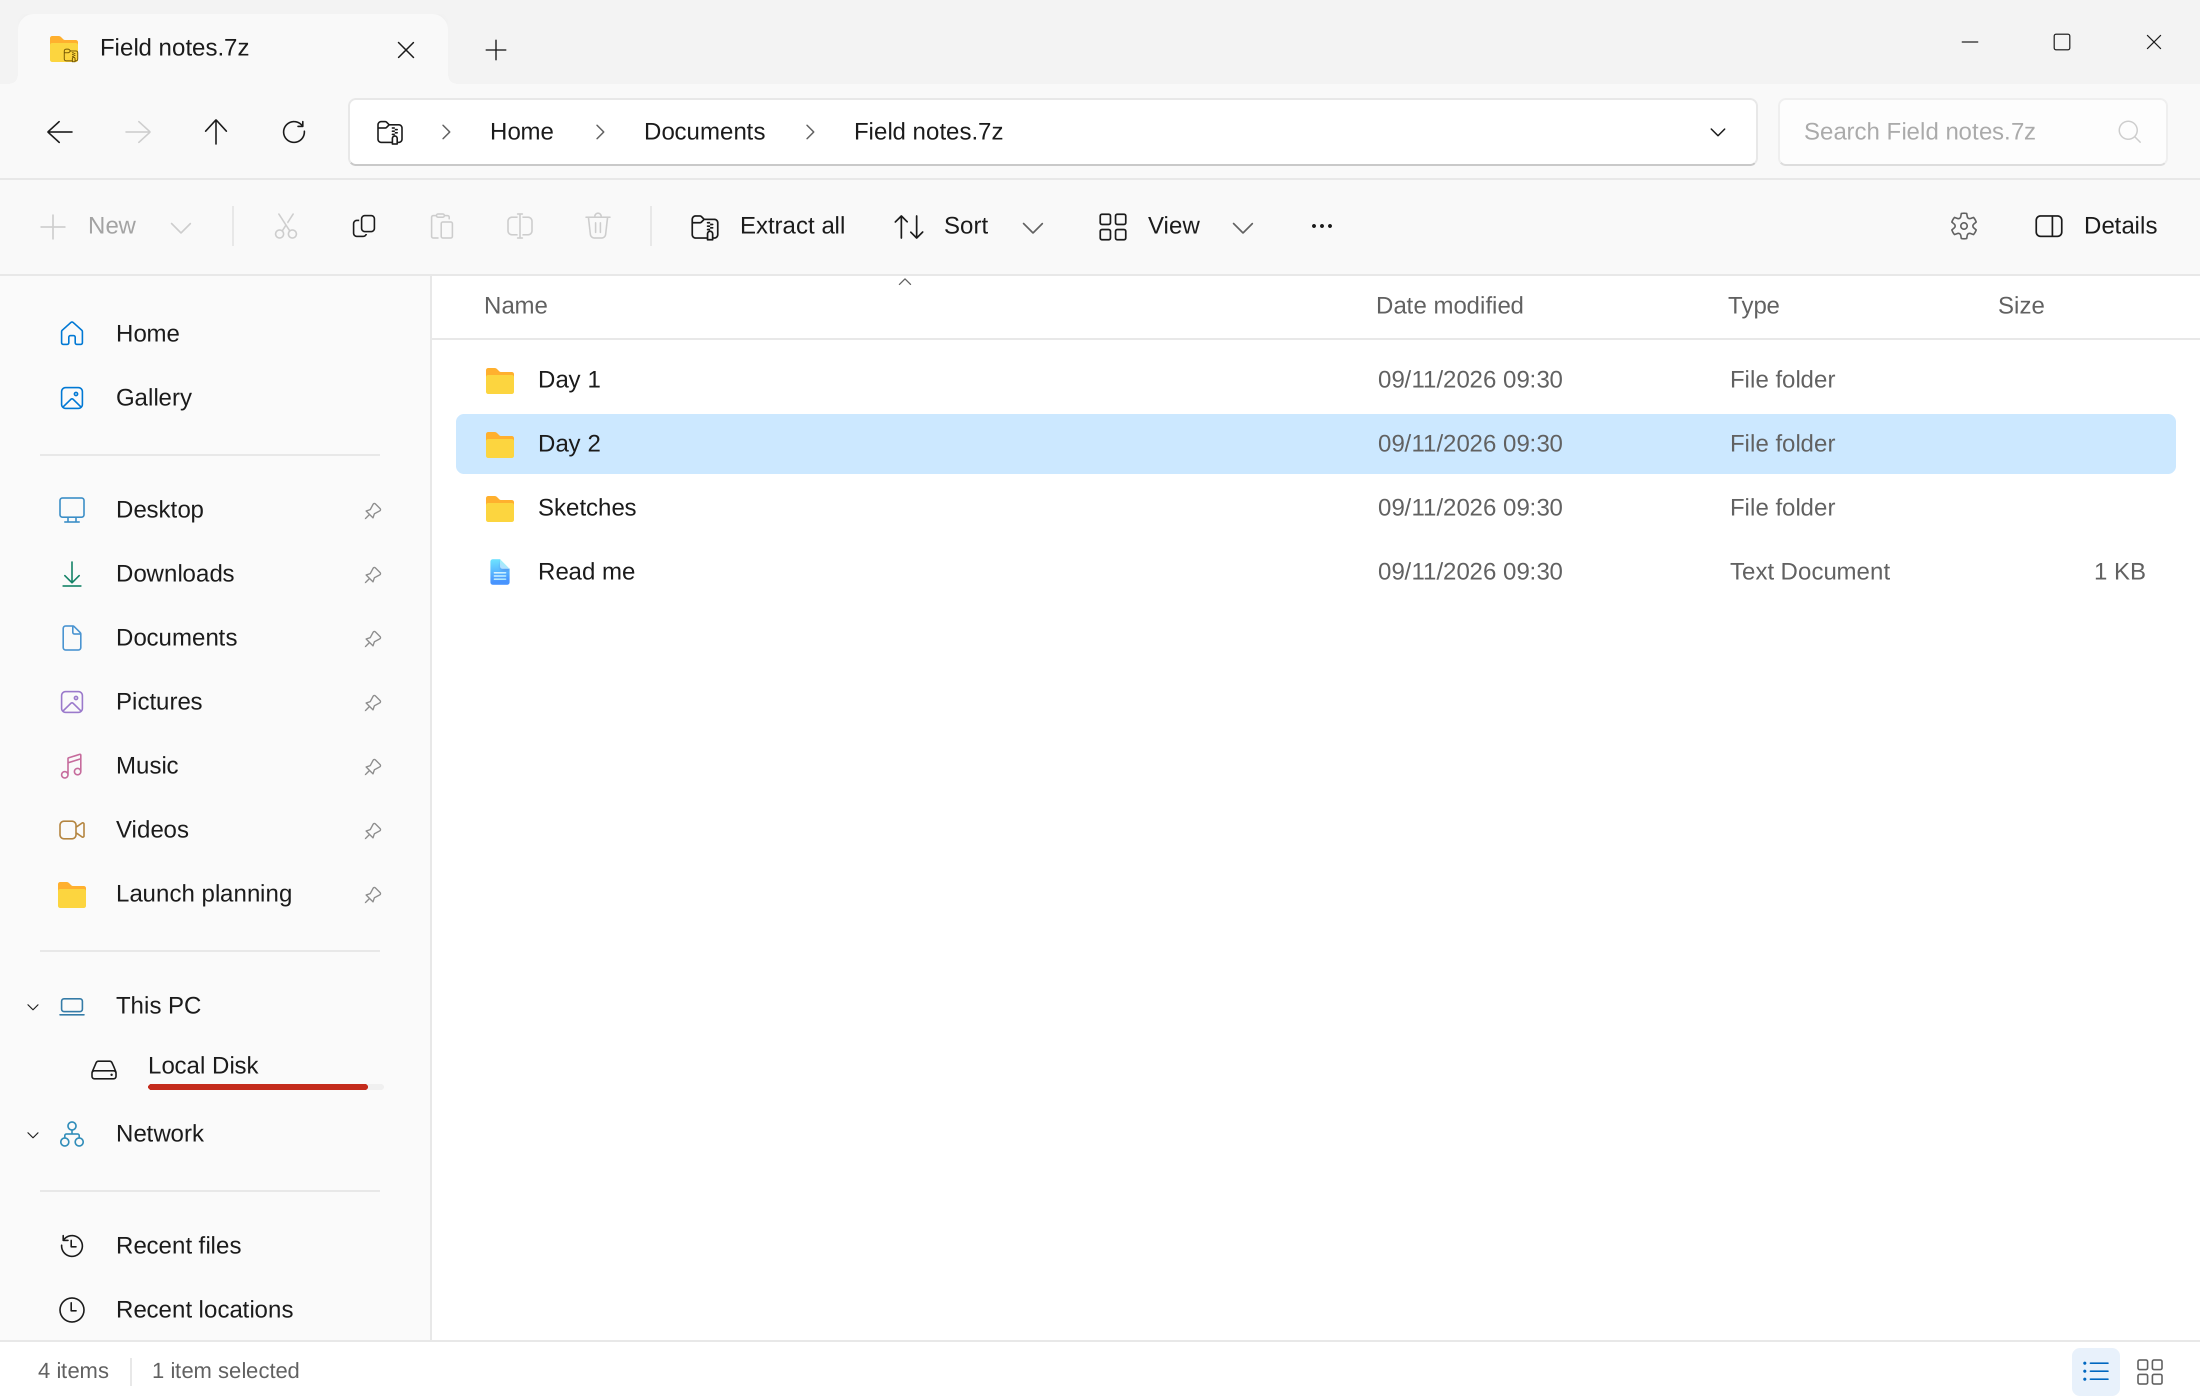 Field notes.7z
Home Documents Field notes.7z
Search Field notes.7z
New Extract all Sort View Details
Name Date modified Type Size
Day 1 09/11/2026 09:30 File folder
Day 2 09/11/2026 09:30 File folder
Sketches 09/11/2026 09:30 File folder
Read me 09/11/2026 09:30 Text Document 1 KB
Home
Gallery
Desktop
Downloads
Documents
Pictures
Music
Videos
Launch planning
This PC
Local Disk
Network
Recent files
Recent locations
4 items 1 item selected